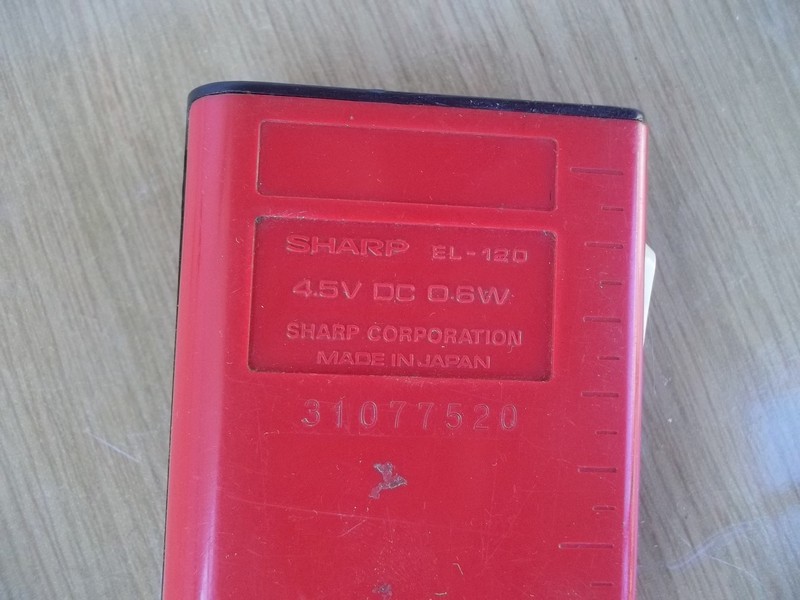 SHARP EL-120
4.5V DC 0.6W
SHARP CORPORATION
MADE IN JAPAN
31077520